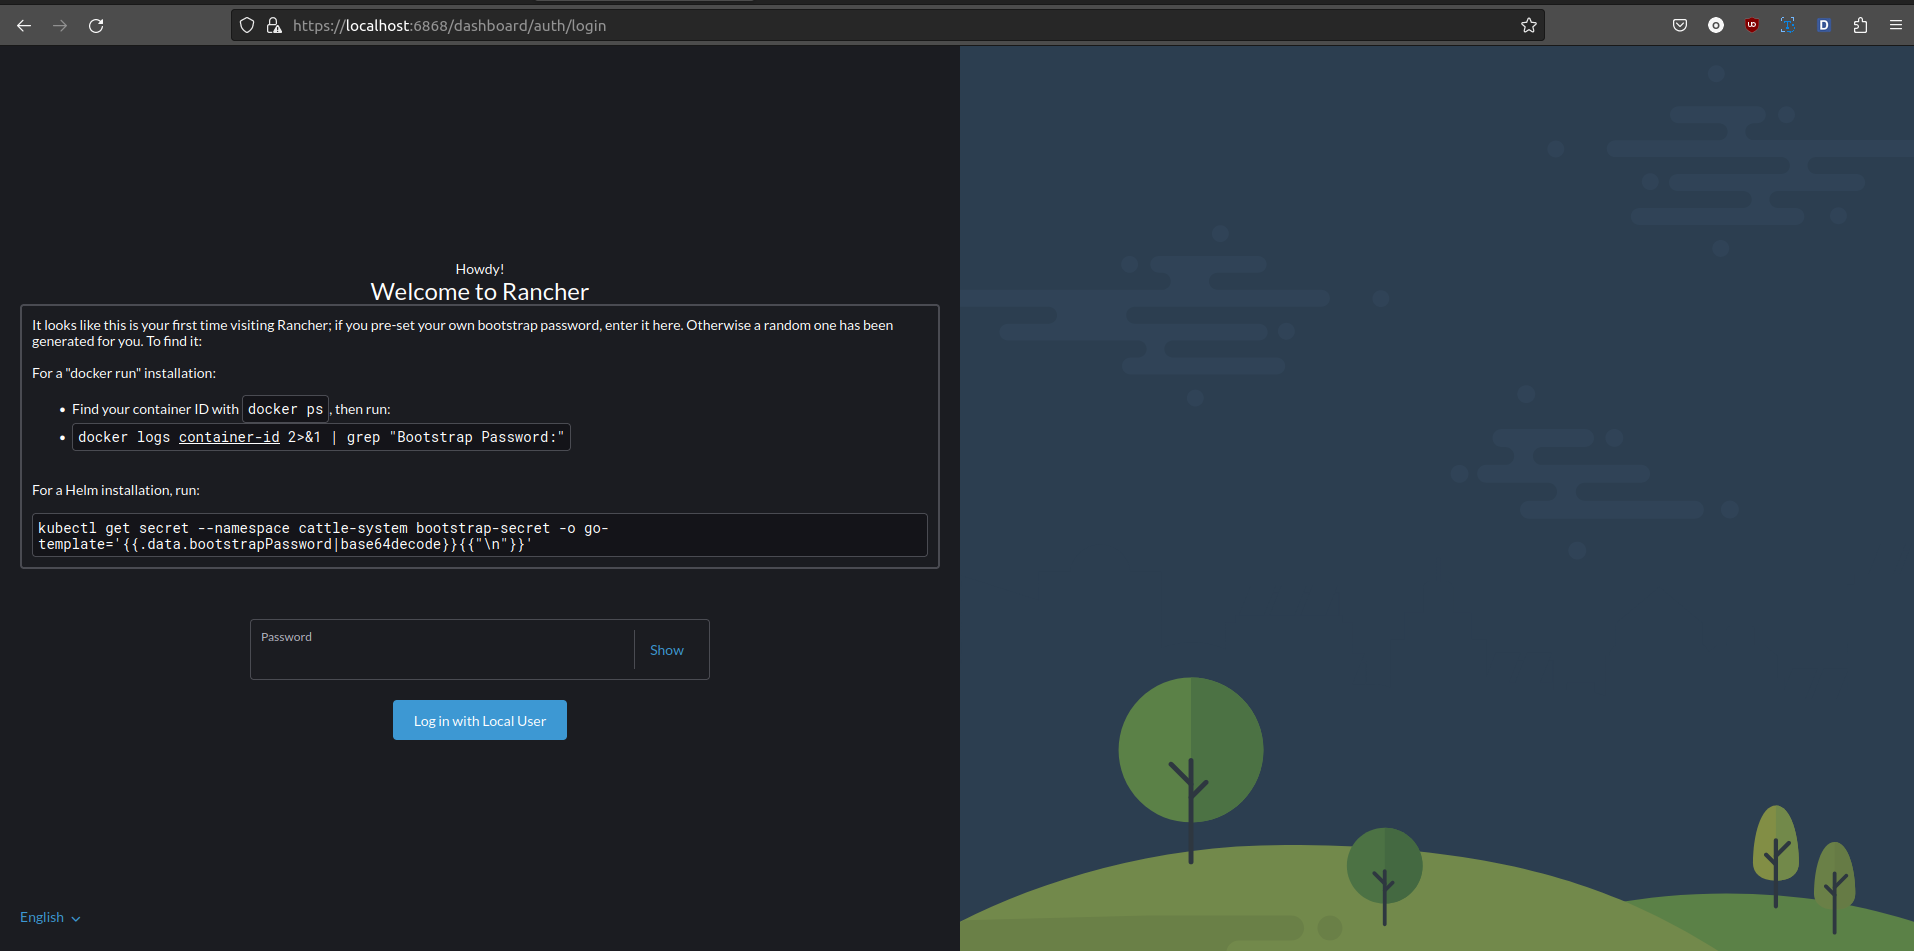 https://localhost:6868/dashboard/auth/login
Howdy!
Welcome to Rancher
It looks like this is your first time visiting Rancher; if you pre-set your own bootstrap password, enter it here. Otherwise a random one has been
generated for you. To find it:
For a "docker run" installation:
• Find your container ID with docker ps, then run:
• docker logs container-id 2>&1 | grep "Bootstrap Password:"
For a Helm installation, run:
kubectl get secret --namespace cattle-system bootstrap-secret -o go-
template='{{.data.bootstrapPassword|base64decode}}{{"\n"}}'
Password
Show
Log in with Local User
English